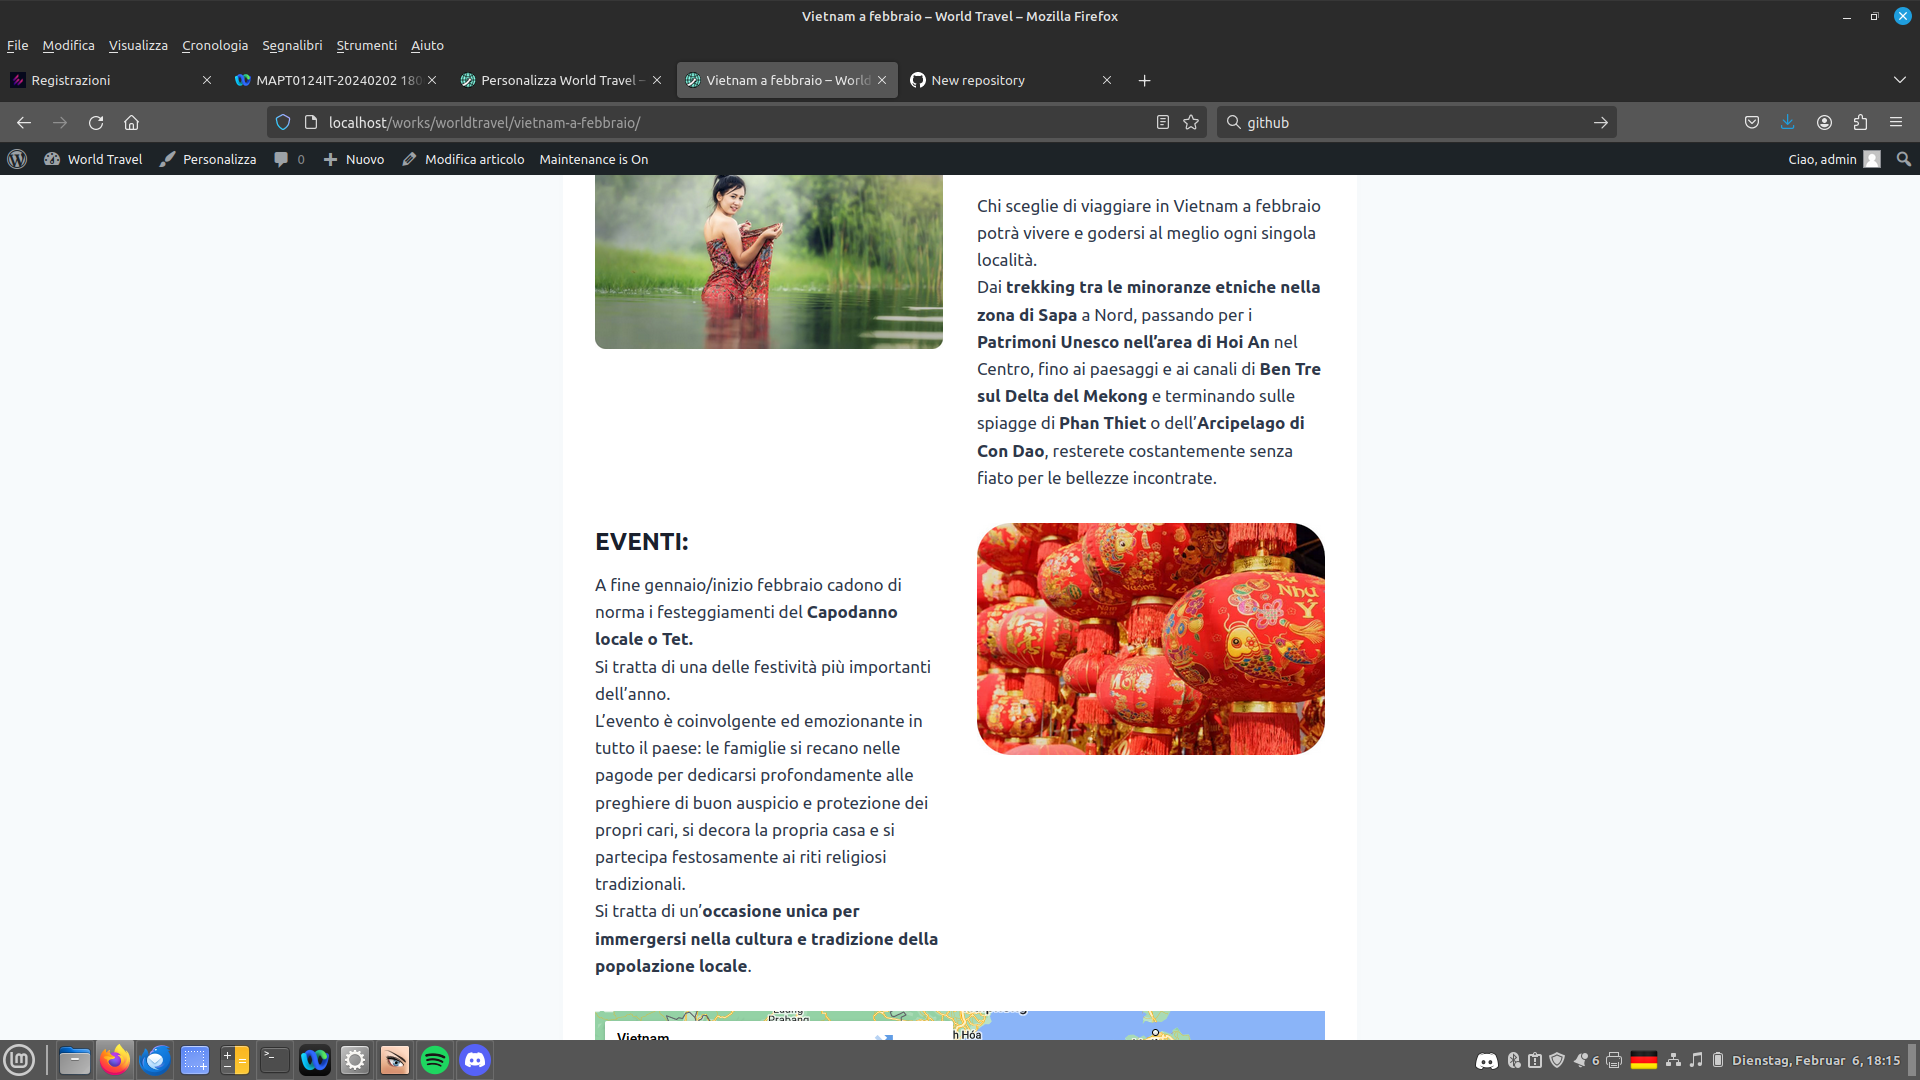 Vietnam a febbraio – World Travel – Mozilla Firefox
File Modifica Visualizza Cronologia Segnalibri Strumenti Aiuto
Registrazioni
MAPT0124IT-20240202 180
Personalizza World Travel –
Vietnam a febbraio – World
New repository
localhost/works/worldtravel/vietnam-a-febbraio/
github
World Travel Personalizza 0 Nuovo Modifica articolo Maintenance is On
Ciao, admin
Chi sceglie di viaggiare in Vietnam a febbraio
potrà vivere e godersi al meglio ogni singola
località.
Dai trekking tra le minoranze etniche nella
zona di Sapa a Nord, passando per i
Patrimoni Unesco nell’area di Hoi An nel
Centro, fino ai paesaggi e ai canali di Ben Tre
sul Delta del Mekong e terminando sulle
spiagge di Phan Thiet o dell’Arcipelago di
Con Dao, resterete costantemente senza
fiato per le bellezze incontrate.
EVENTI:
A fine gennaio/inizio febbraio cadono di
norma i festeggiamenti del Capodanno
locale o Tet.
Si tratta di una delle festività più importanti
dell’anno.
L’evento è coinvolgente ed emozionante in
tutto il paese: le famiglie si recano nelle
pagode per dedicarsi profondamente alle
preghiere di buon auspicio e protezione dei
propri cari, si decora la propria casa e si
partecipa festosamente ai riti religiosi
tradizionali.
Si tratta di un’occasione unica per
immergersi nella cultura e tradizione della
popolazione locale.
Như
Ý
Vương
Năm
Prabang
Vietnam
h Hóa
6
Dienstag, Februar 6, 18:15